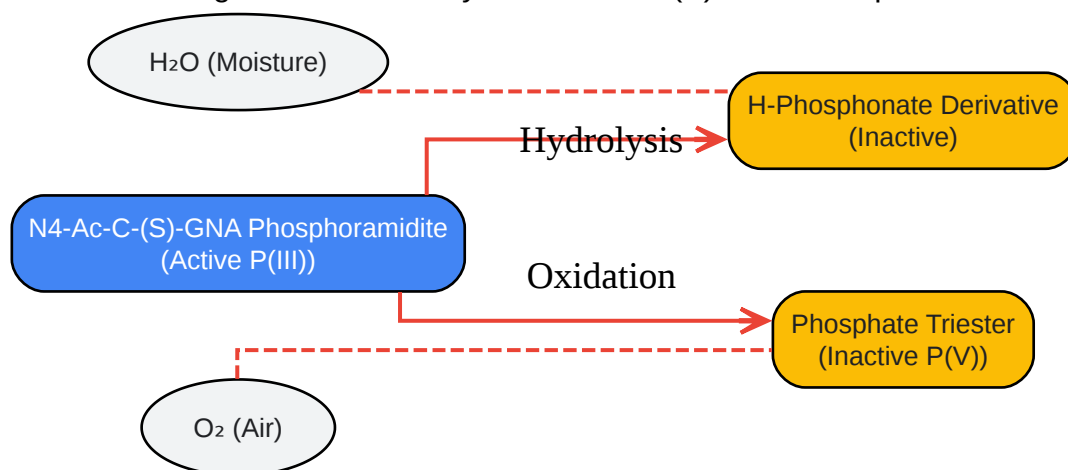 H₂O (Moisture)
H-Phosphonate Derivative
(Inactive)
Hydrolysis
N4-Ac-C-(S)-GNA Phosphoramidite
(Active P(III))
Oxidation
Phosphate Triester
(Inactive P(V))
O₂ (Air)